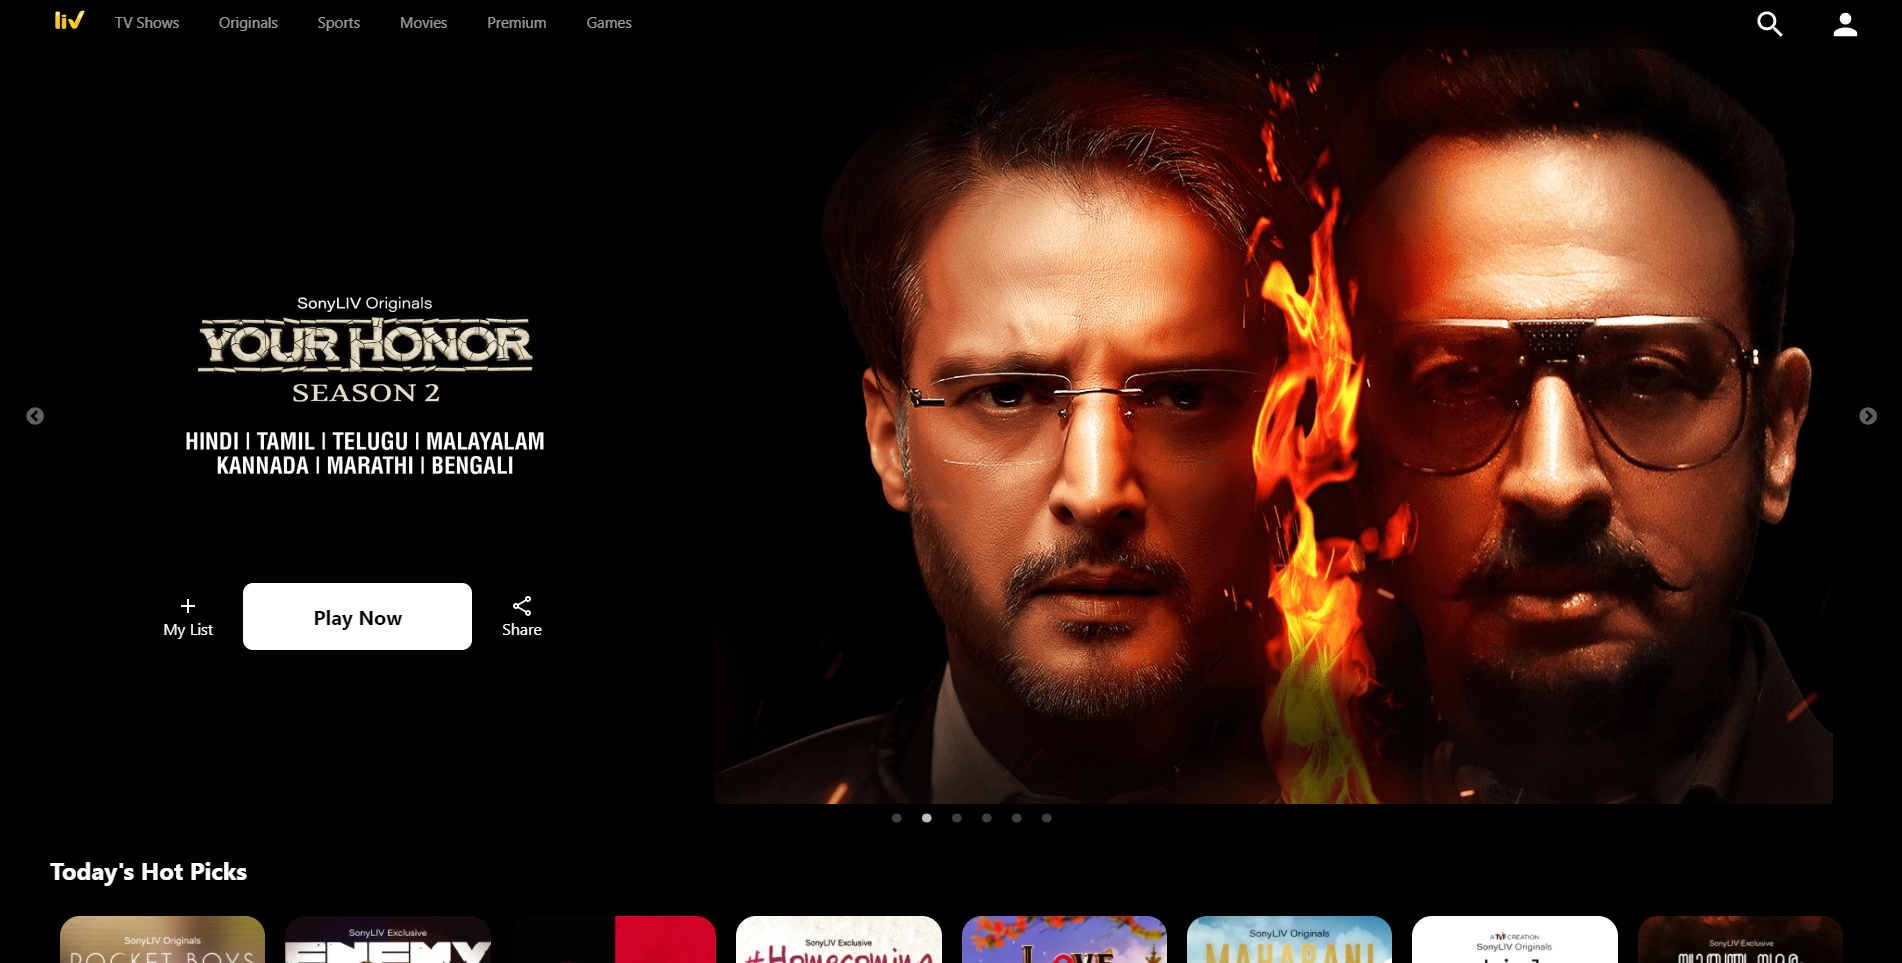 liv
TV Shows
Originals
Sports
Movies
Premium
Games
SonyLIV Originals
YOUR HONOR
SEASON 2
HINDI | TAMIL | TELUGU | MALAYALAM
KANNADA | MARATHI | BENGALI
My List
Play Now
Share
Today's Hot Picks
SonyLIV Originals
ROCKET BOYS
SonyLIV Exclusive
ENEMY
SonyLIV Exclusive
#Homecoming
LOVE
SonyLIV Originals
MAHARANI
A TVF CREATION
SonyLIV Originals
SonyLIV Exclusive